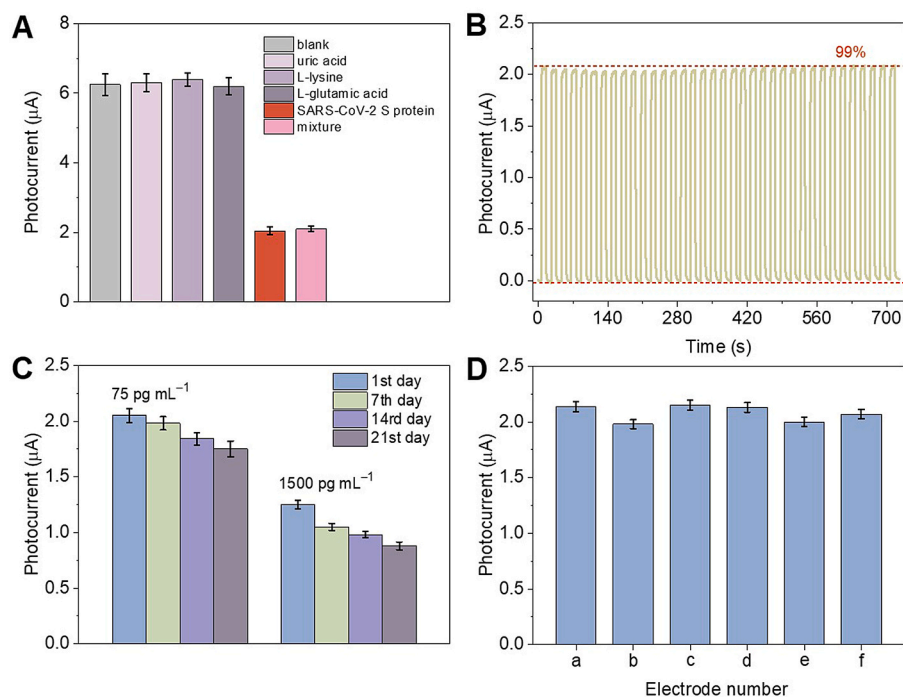 A
Photocurrent (μA)
8
6
4
2
0
blank
uric acid
L-lysine
L-glutamic acid
SARS-CoV-2 S protein
mixture
B
Photocurrent (μA)
2.5
2.0
1.5
1.0
0.5
0.0
99%
0 140 280 420 560 700
Time (s)
C
Photocurrent (μA)
2.5
2.0
1.5
1.0
0.5
0.0
75 pg mL⁻¹
1500 pg mL⁻¹
1st day
7th day
14rd day
21st day
D
Photocurrent (μA)
2.5
2.0
1.5
1.0
0.5
0.0
a b c d e f
Electrode number